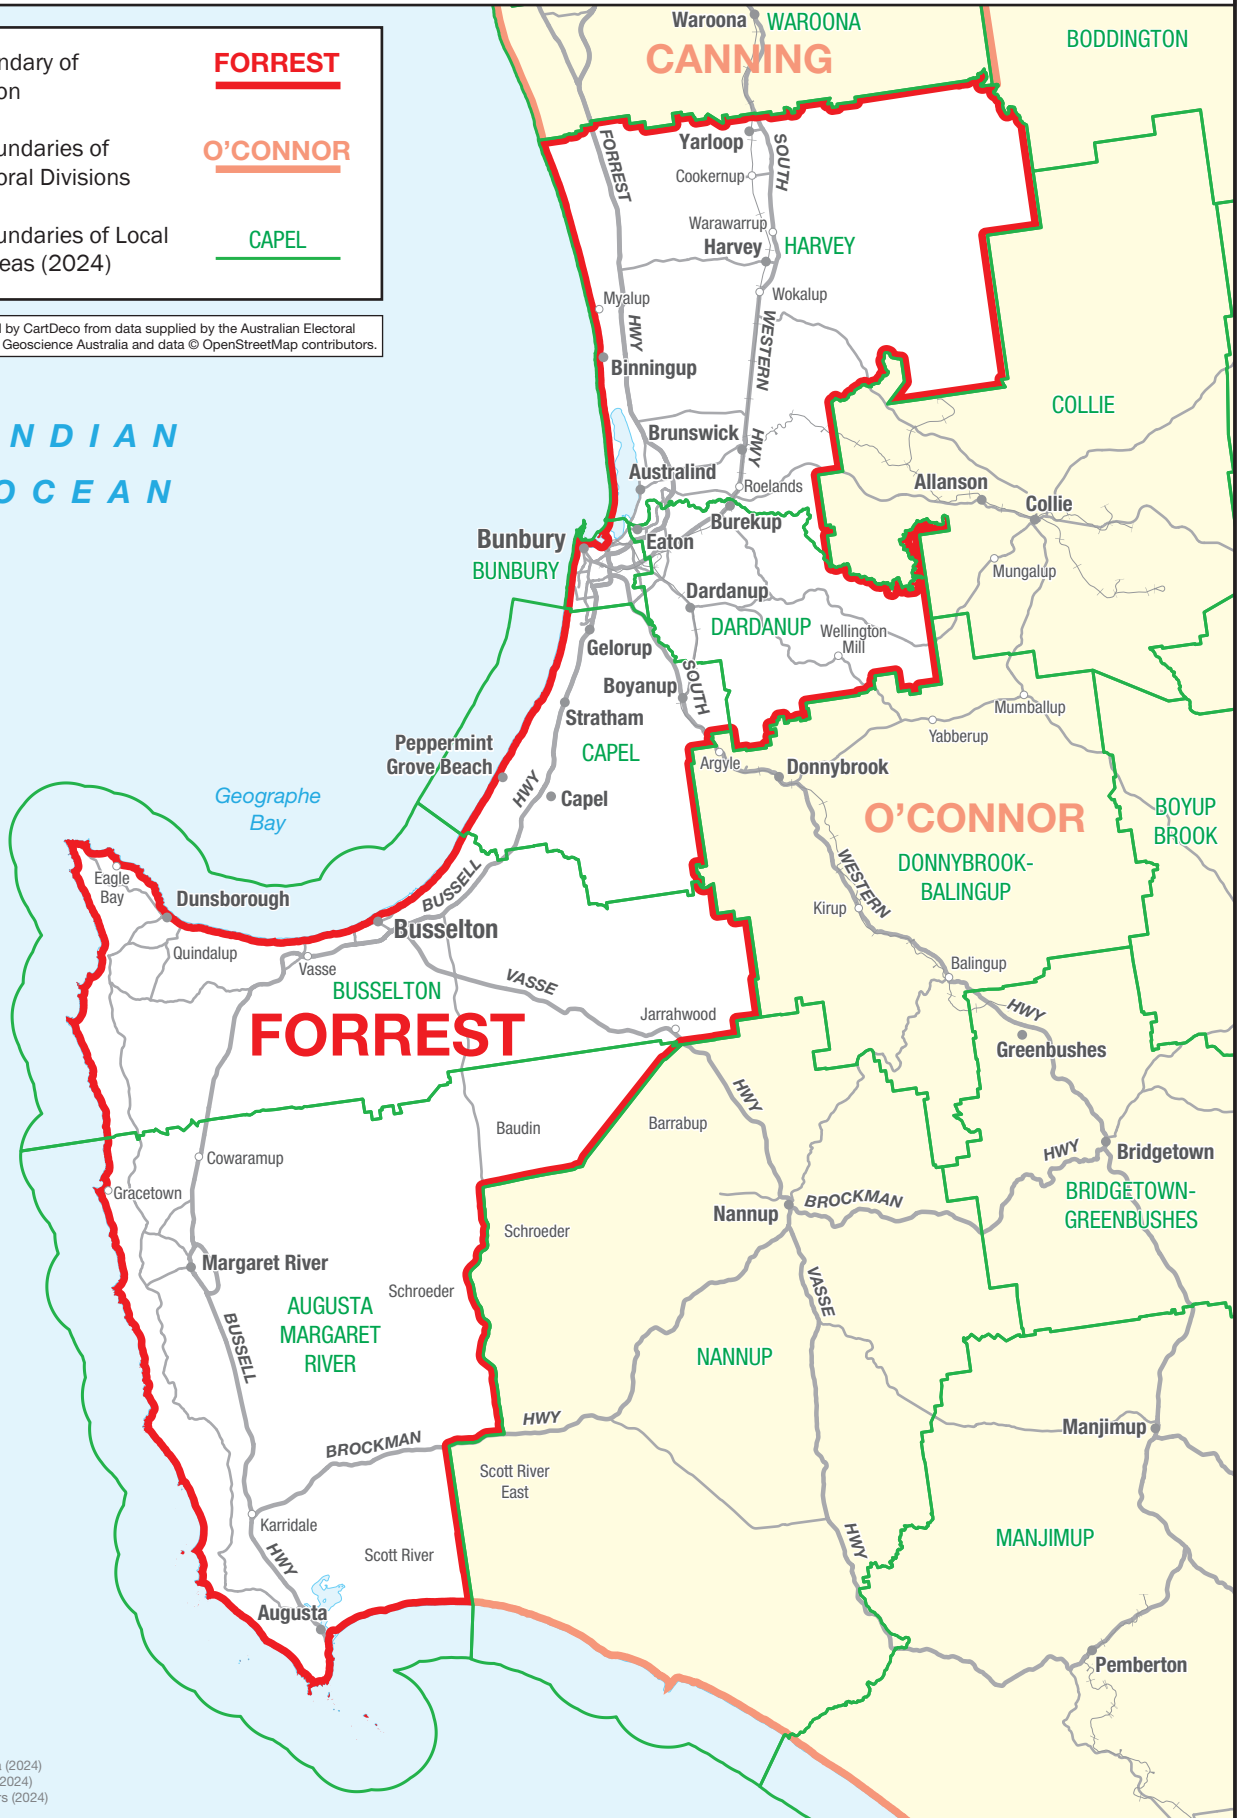 ndary of
on
FORREST
undaries of
oral Divisions
O'CONNOR
undaries of Local
eas (2024)
CAPEL
by CartDeco from data supplied by the Australian Electoral
Geoscience Australia and data © OpenStreetMap contributors.
Waroona
WAROONA
CANNING
BODDINGTON
Yarloop
FORREST
SOUTH
Cookernup
Warawarrup
Harvey
HARVEY
Myalup
Wokalup
HWY
WESTERN
Binningup
COLLIE
NDIAN
OCEAN
Brunswick
HWY
Australind
Roelands
Allanson
Collie
Burekup
Bunbury
Eaton
BUNBURY
Mungalup
Dardanup
DARDANUP
Wellington
Mill
Gelorup
SOUTH
Boyanup
Stratham
Mumballup
Yabberup
Peppermint
Grove Beach
CAPEL
Argyle
Donnybrook
HWY
Capel
Geographe
Bay
O'CONNOR
BOYUP
BROOK
DONNYBROOK-
BALINGUP
WESTERN
Eagle
Bay
Dunsborough
BUSSELL
Kirup
Busselton
Quindalup
Vasse
VASSE
Balingup
BUSSELTON
HWY
Jarrahwood
FORREST
Greenbushes
HWY
Baudin
Barrabup
HWY
Bridgetown
Cowaramup
Gracetown
BROCKMAN
Nannup
BRIDGETOWN-
GREENBUSHES
Schroeder
Margaret River
Schroeder
VASSE
AUGUSTA
MARGARET
RIVER
BUSSELL
NANNUP
HWY
Manjimup
BROCKMAN
Scott River
East
Karridale
HWY
Scott River
HWY
MANJIMUP
Augusta
Pemberton
(2024)
2024)
rs (2024)